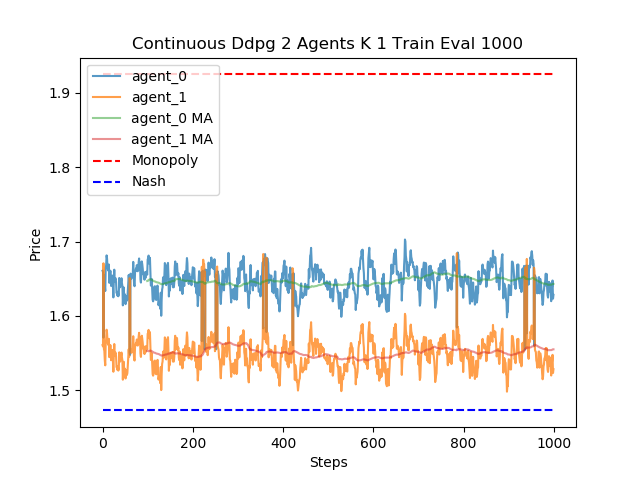 Continuous Ddpg 2 Agents K 1 Train Eval 1000
agent_0
agent_1
agent_0 MA
agent_1 MA
Monopoly
Nash
Price
1.9
1.8
1.7
1.6
1.5
0 200 400 600 800 1000
Steps